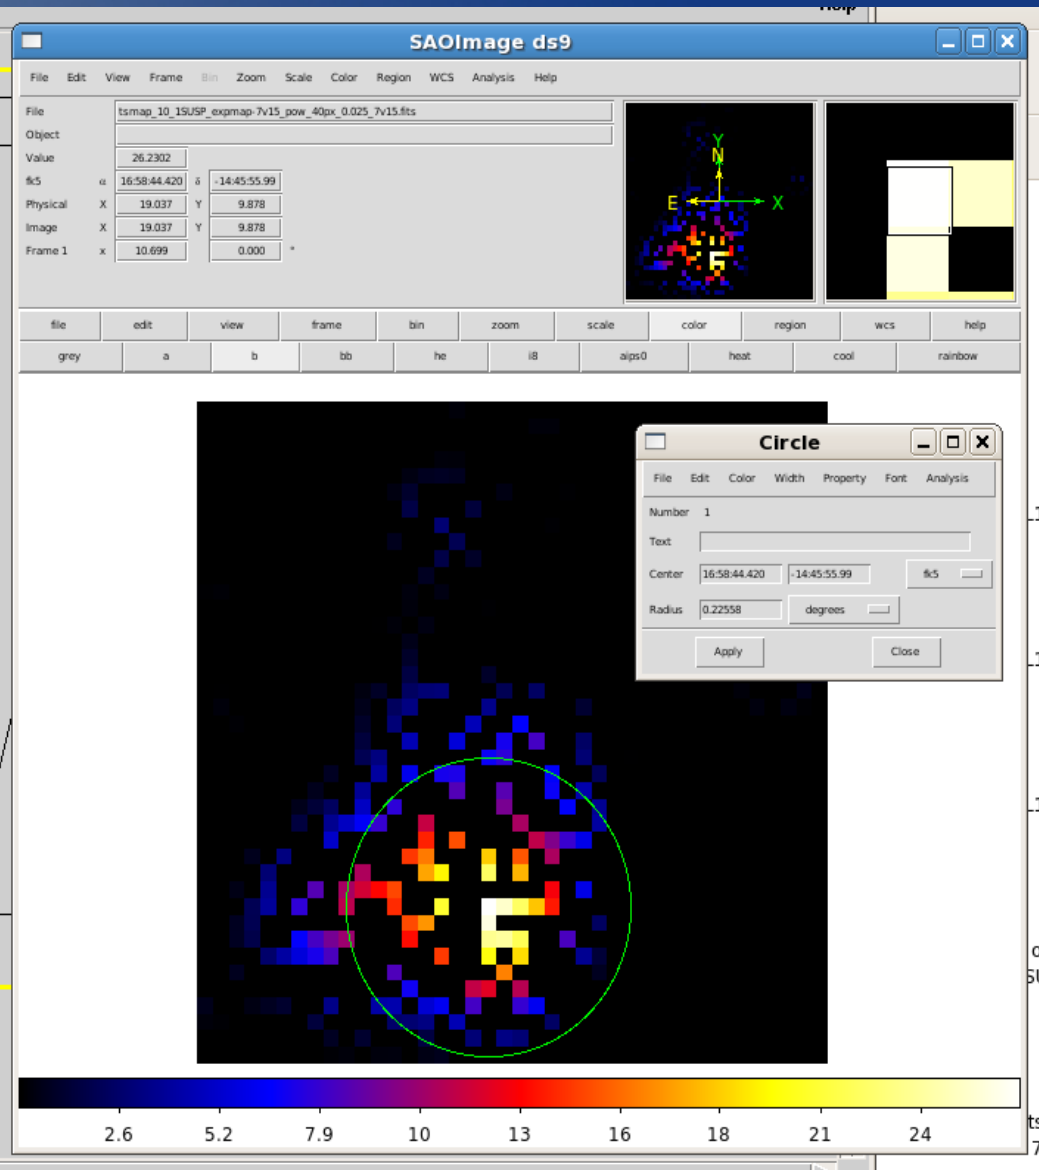 Help
SAOImage ds9
File Edit View Frame Bin Zoom Scale Color Region WCS Analysis Help
File tsmap_10_1SUSP_expmap-7v15_pow_40px_0.025_7v15.fits
Object
Value 26.2302
fk5 α 16:58:44.420 δ -14:45:55.99
Physical X 19.037 Y 9.878
Image X 19.037 Y 9.878
Frame 1 x 10.699 0.000 °
Y
N
E X
file edit view frame bin zoom scale color region wcs help
grey a b bb he i8 aips0 heat cool rainbow
Circle
File Edit Color Width Property Font Analysis
Number 1
Text
Center 16:58:44.420 -14:45:55.99 fk5
Radius 0.22558 degrees
Apply Close
2.6 5.2 7.9 10 13 16 18 21 24